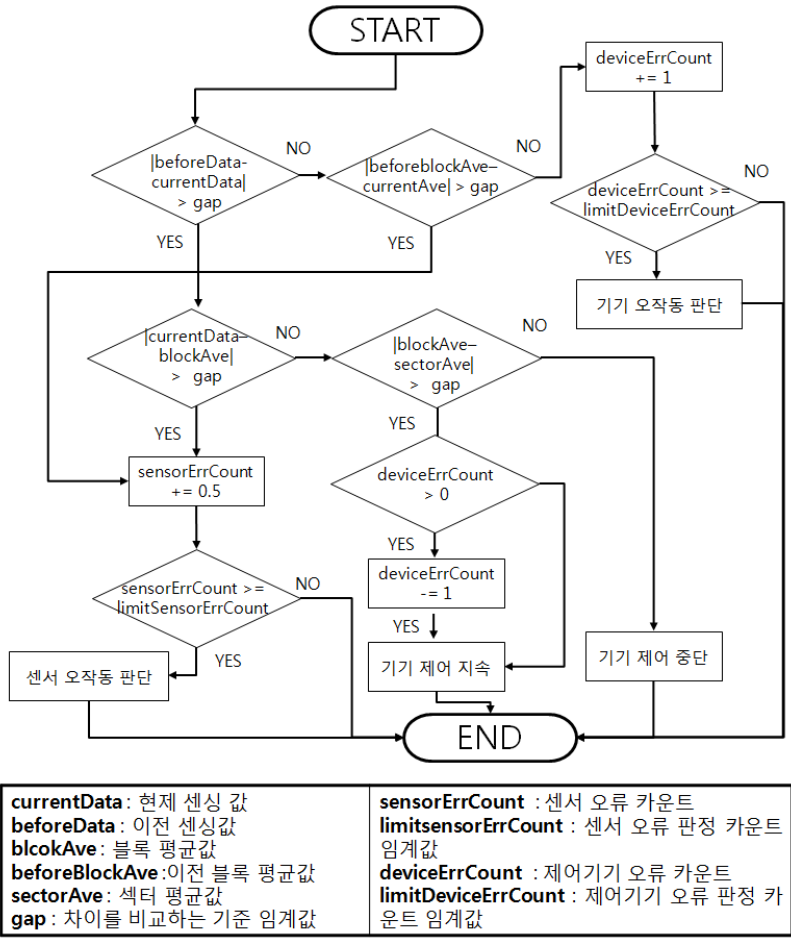 START
deviceErrCount
+= 1
|beforeData-
currentData|
> gap
NO
|beforeblockAve–
currentAve| > gap
NO
deviceErrCount >=
limitDeviceErrCount
NO
YES
YES
YES
기기 오작동 판단
|currentData–
blockAve|
> gap
NO
|blockAve–
sectorAve|
> gap
NO
YES
YES
sensorErrCount
+= 0.5
deviceErrCount
> 0
YES
deviceErrCount
-= 1
sensorErrCount >=
limitSensorErrCount
NO
YES
YES
센서 오작동 판단
기기 제어 지속
기기 제어 중단
END
currentData : 현제 센싱 값
beforeData : 이전 센싱값
blcokAve : 블록 평균값
beforeBlockAve :이전 블록 평균값
sectorAve : 섹터 평균값
gap : 차이를 비교하는 기준 임계값
sensorErrCount : 센서 오류 카운트
limitsensorErrCount : 센서 오류 판정 카운트
임계값
deviceErrCount : 제어기기 오류 카운트
limitDeviceErrCount : 제어기기 오류 판정 카
운트 임계값